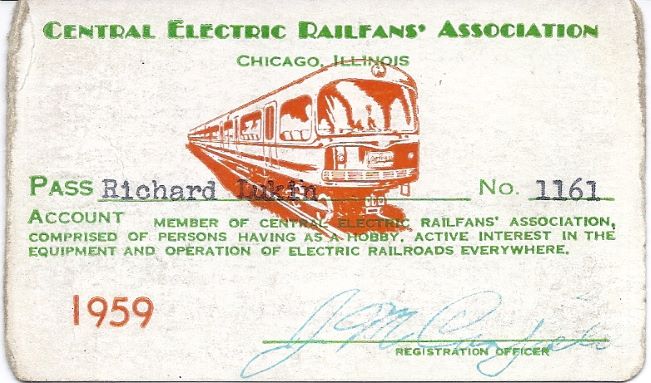 CENTRAL ELECTRIC RAILFANS' ASSOCIATION
CHICAGO, ILLINOIS
PASS Richard Lukin No. 1161
ACCOUNT MEMBER OF CENTRAL ELECTRIC RAILFANS' ASSOCIATION,
COMPRISED OF PERSONS HAVING AS A HOBBY, ACTIVE INTEREST IN THE
EQUIPMENT AND OPERATION OF ELECTRIC RAILROADS EVERYWHERE.
1959
REGISTRATION OFFICER